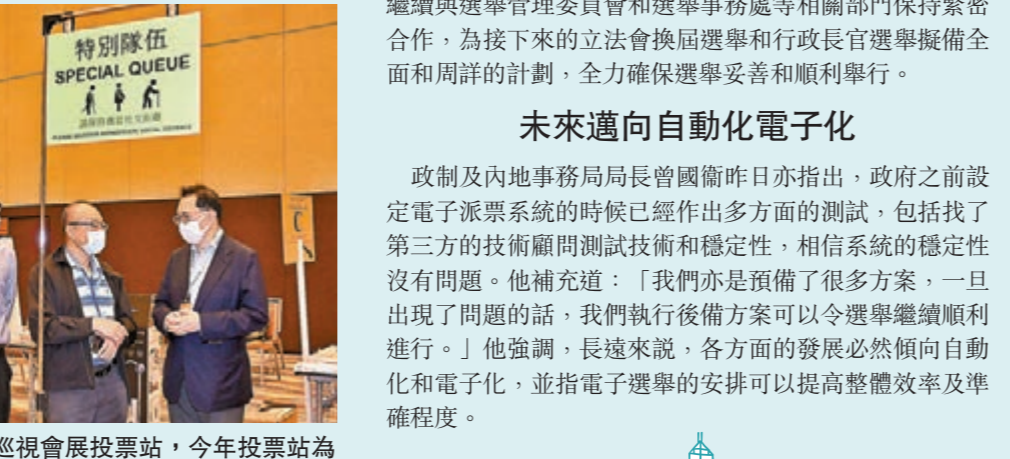 特別隊伍
SPECIAL QUEUE
C
巡視會展投票站，今年投票站為
繼續與選舉管理委員會和選舉事務處等相關部門保持緊密
合作，為接下來的立法會換屆選舉和行政長官選舉擬備全
面和周詳的計劃，全力確保選舉妥善和順利舉行。
未來邁向自動化電子化
政制及內地事務局局長曾國衞昨日亦指出，政府之前設
定電子派票系統的時候已經作出多方面的測試，包括找了
第三方的技術顧問測試技術和穩定性，相信系統的穩定性
沒有問題。他補充道：「我們亦是預備了很多方案，一旦
出現了問題的話，我們執行後備方案可以令選舉繼續順利
進行。」他強調，長遠來說，各方面的發展必然傾向自動
化和電子化，並指電子選舉的安排可以提高整體效率及準
確程度。